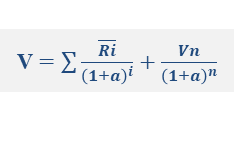 V = ∑ R̅i̅/(1+a)ⁱ + Vn/(1+a)ⁿ